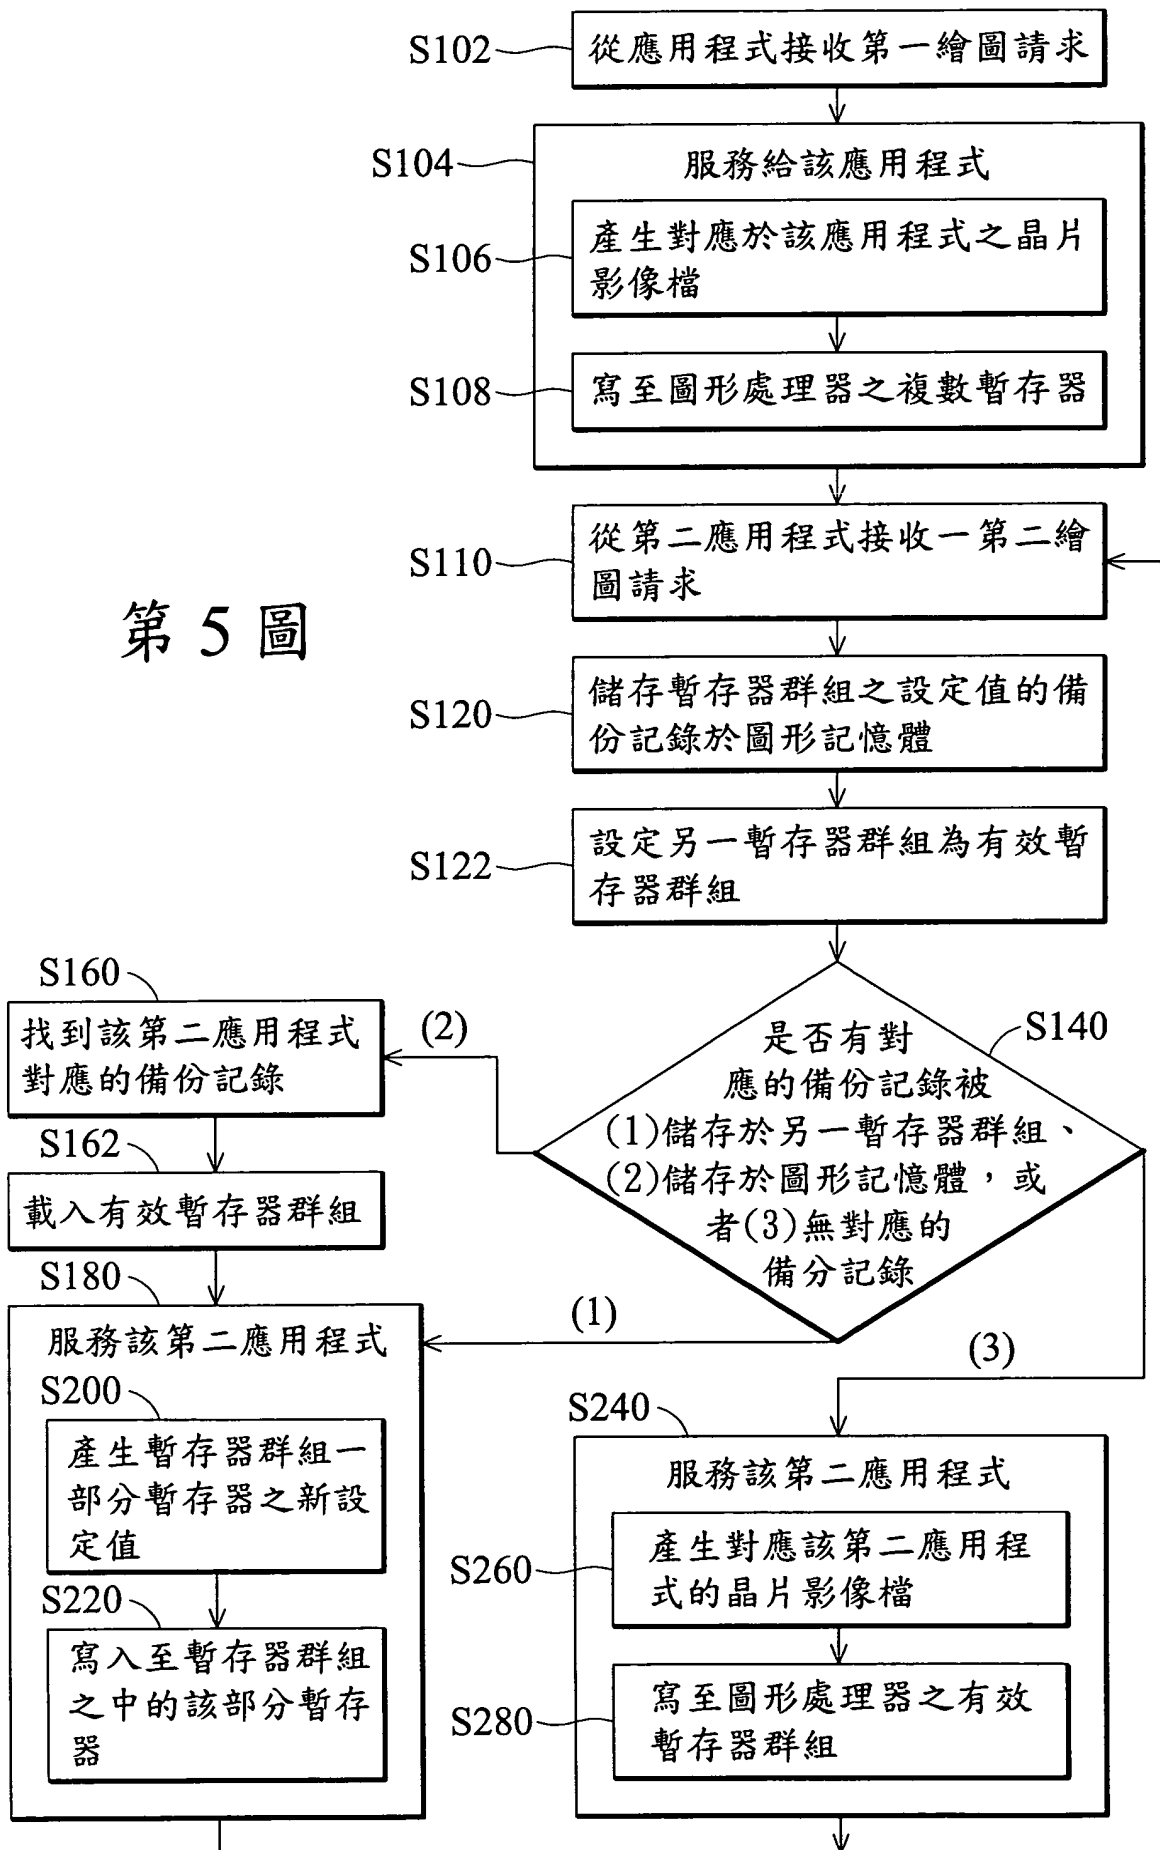 S102
從應用程式接收第一繪圖請求
S104
服務給該應用程式
S106
產生對應於該應用程式之晶片
影像檔
S108
寫至圖形處理器之複數暫存器
S110
從第二應用程式接收一第二繪
圖請求
第5圖
S120
儲存暫存器群組之設定值的備
份記錄於圖形記憶體
S122
設定另一暫存器群組為有效暫
存器群組
S140
是否有對
應的備份記錄被
(1)儲存於另一暫存器群組、
(2)儲存於圖形記憶體，或
者(3)無對應的
備分記錄
(2)
S160
找到該第二應用程式
對應的備份記錄
S162
載入有效暫存器群組
(1)
S180
服務該第二應用程式
S200
產生暫存器群組一
部分暫存器之新設
定值
S220
寫入至暫存器群組
之中的該部分暫存
器
(3)
S240
服務該第二應用程式
S260
產生對應該第二應用程
式的晶片影像檔
S280
寫至圖形處理器之有效
暫存器群組